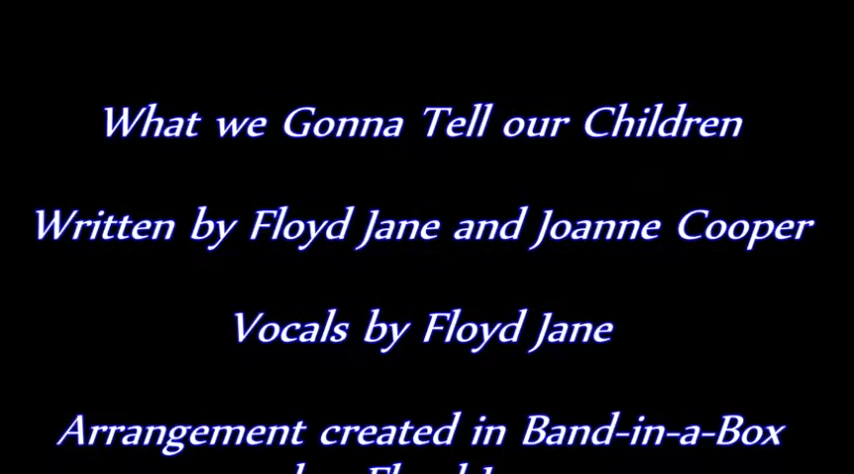 What we Gonna Tell our Children
Written by Floyd Jane and Joanne Cooper
Vocals by Floyd Jane
Arrangement created in Band-in-a-Box